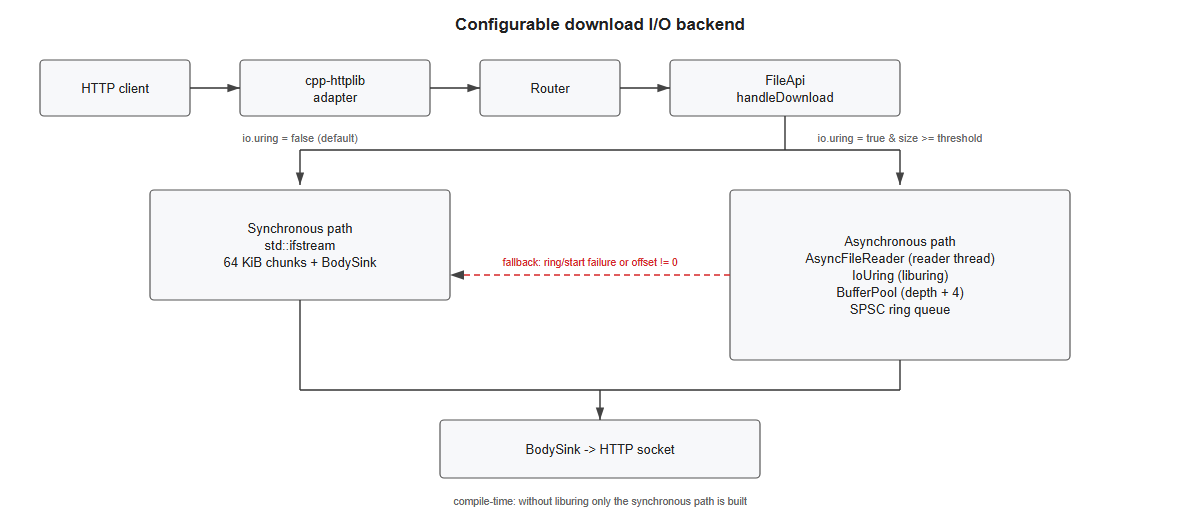 Configurable download I/O backend
HTTP client
cpp-httplib
adapter
Router
FileApi
handleDownload
io.uring = false (default)
io.uring = true & size >= threshold
Synchronous path
std::ifstream
64 KiB chunks + BodySink
fallback: ring/start failure or offset != 0
Asynchronous path
AsyncFileReader (reader thread)
IoUring (liburing)
BufferPool (depth + 4)
SPSC ring queue
BodySink -> HTTP socket
compile-time: without liburing only the synchronous path is built